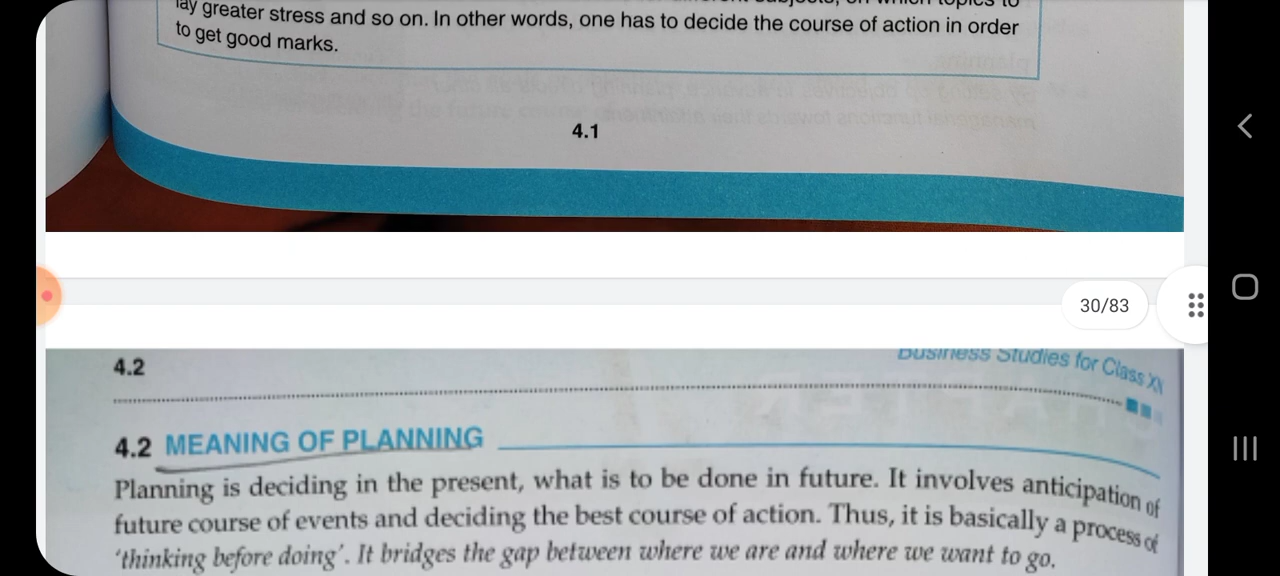 lay greater stress and so on. In other words, one has to decide the course of action in order
to get good marks.
4.1
30/83
4.2
Business Studies for Class XII
4.2 MEANING OF PLANNING
Planning is deciding in the present, what is to be done in future. It involves anticipation of
future course of events and deciding the best course of action. Thus, it is basically a process of
‘thinking before doing’. It bridges the gap between where we are and where we want to go.